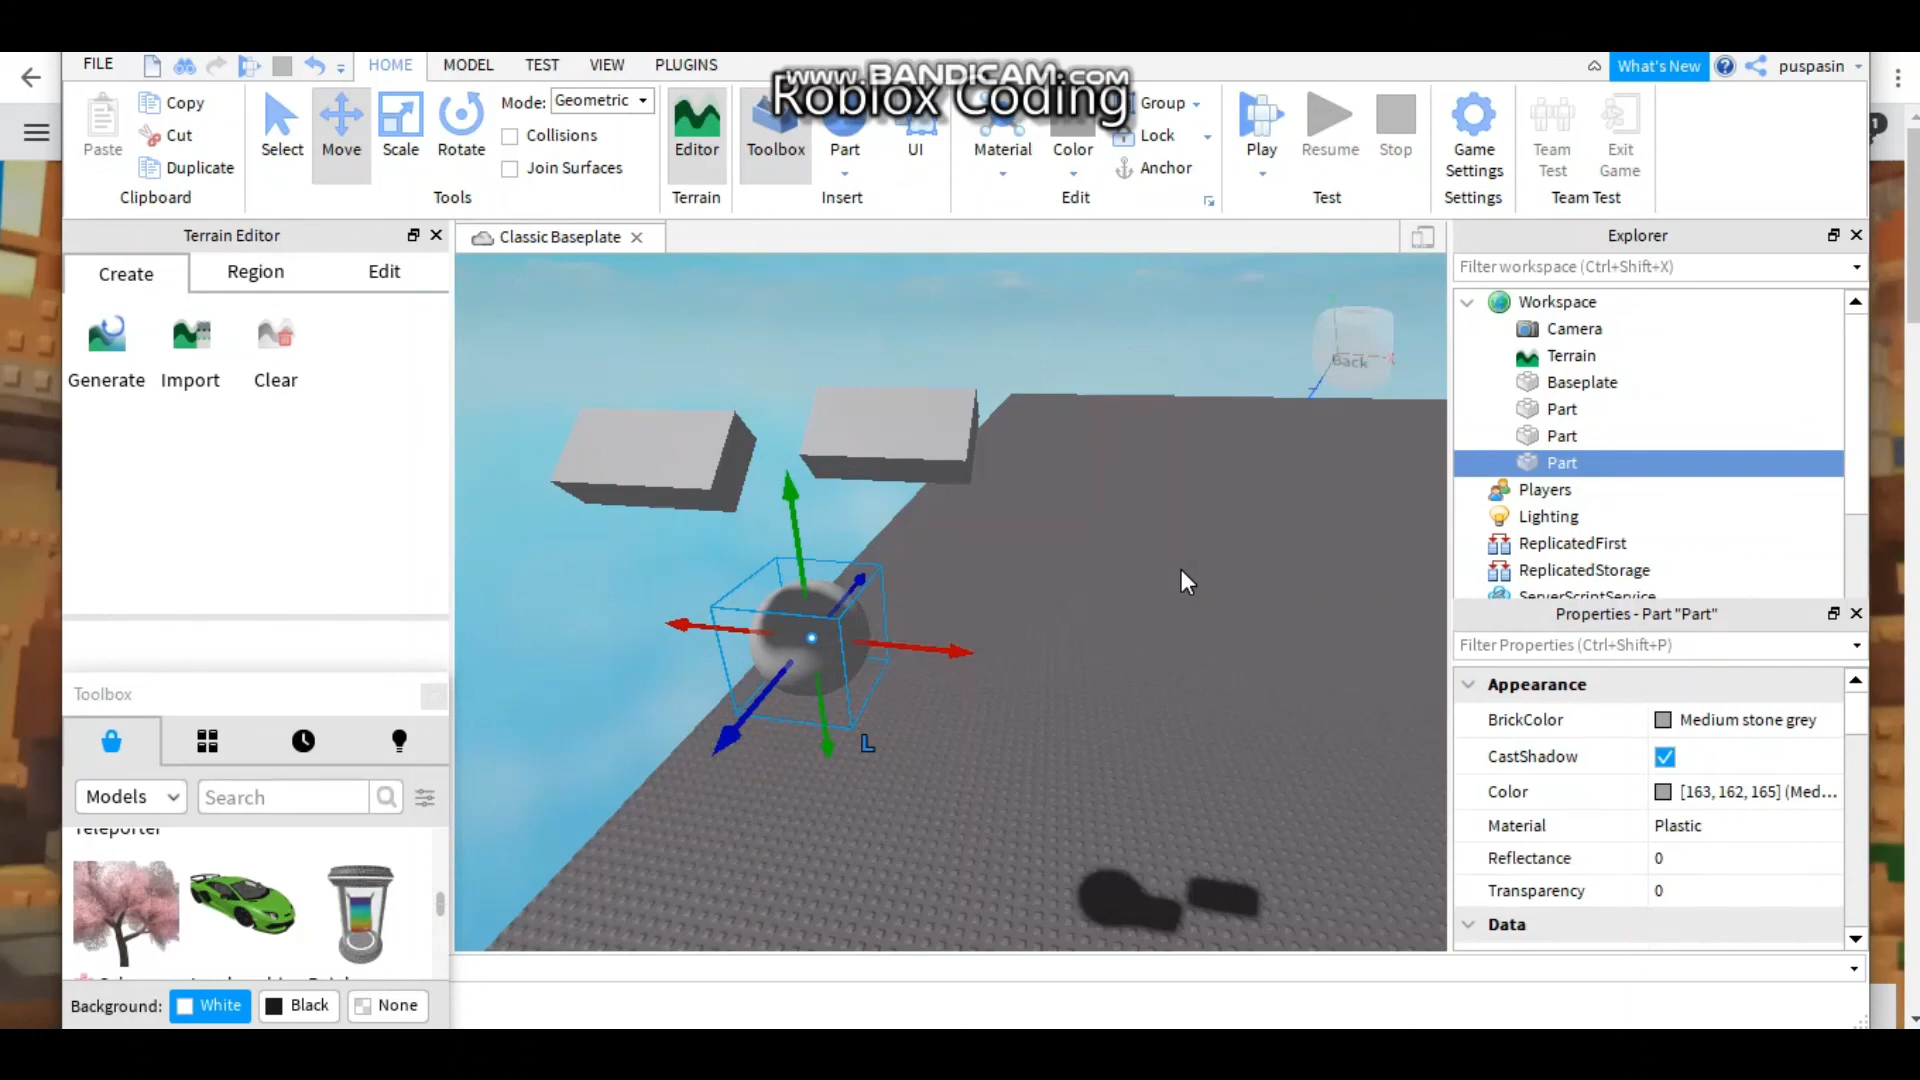 www.BANDICAM.com
Roblox Coding
FILE
HOME
MODEL
TEST
VIEW
PLUGINS
What's New
puspasin
Paste
Copy
Cut
Duplicate
Clipboard
Select
Move
Scale
Rotate
Mode: Geometric
Collisions
Join Surfaces
Tools
Editor
Terrain
Toolbox
Part
UI
Insert
Material
Color
Group
Lock
Anchor
Edit
Play
Resume
Stop
Test
Game
Settings
Settings
Team
Test
Exit
Game
Team Test
Terrain Editor
Create
Region
Edit
Generate
Import
Clear
Classic Baseplate
Back
X
L
Explorer
Filter workspace (Ctrl+Shift+X)
Workspace
Camera
Terrain
Baseplate
Part
Part
Part
Players
Lighting
ReplicatedFirst
ReplicatedStorage
ServerScriptService
Properties - Part "Part"
Filter Properties (Ctrl+Shift+P)
Appearance
BrickColor
Medium stone grey
CastShadow
Color
[163, 162, 165] (Med...
Material
Plastic
Reflectance
0
Transparency
0
Data
Toolbox
Models
Search
Teleporter
Background:
White
Black
None